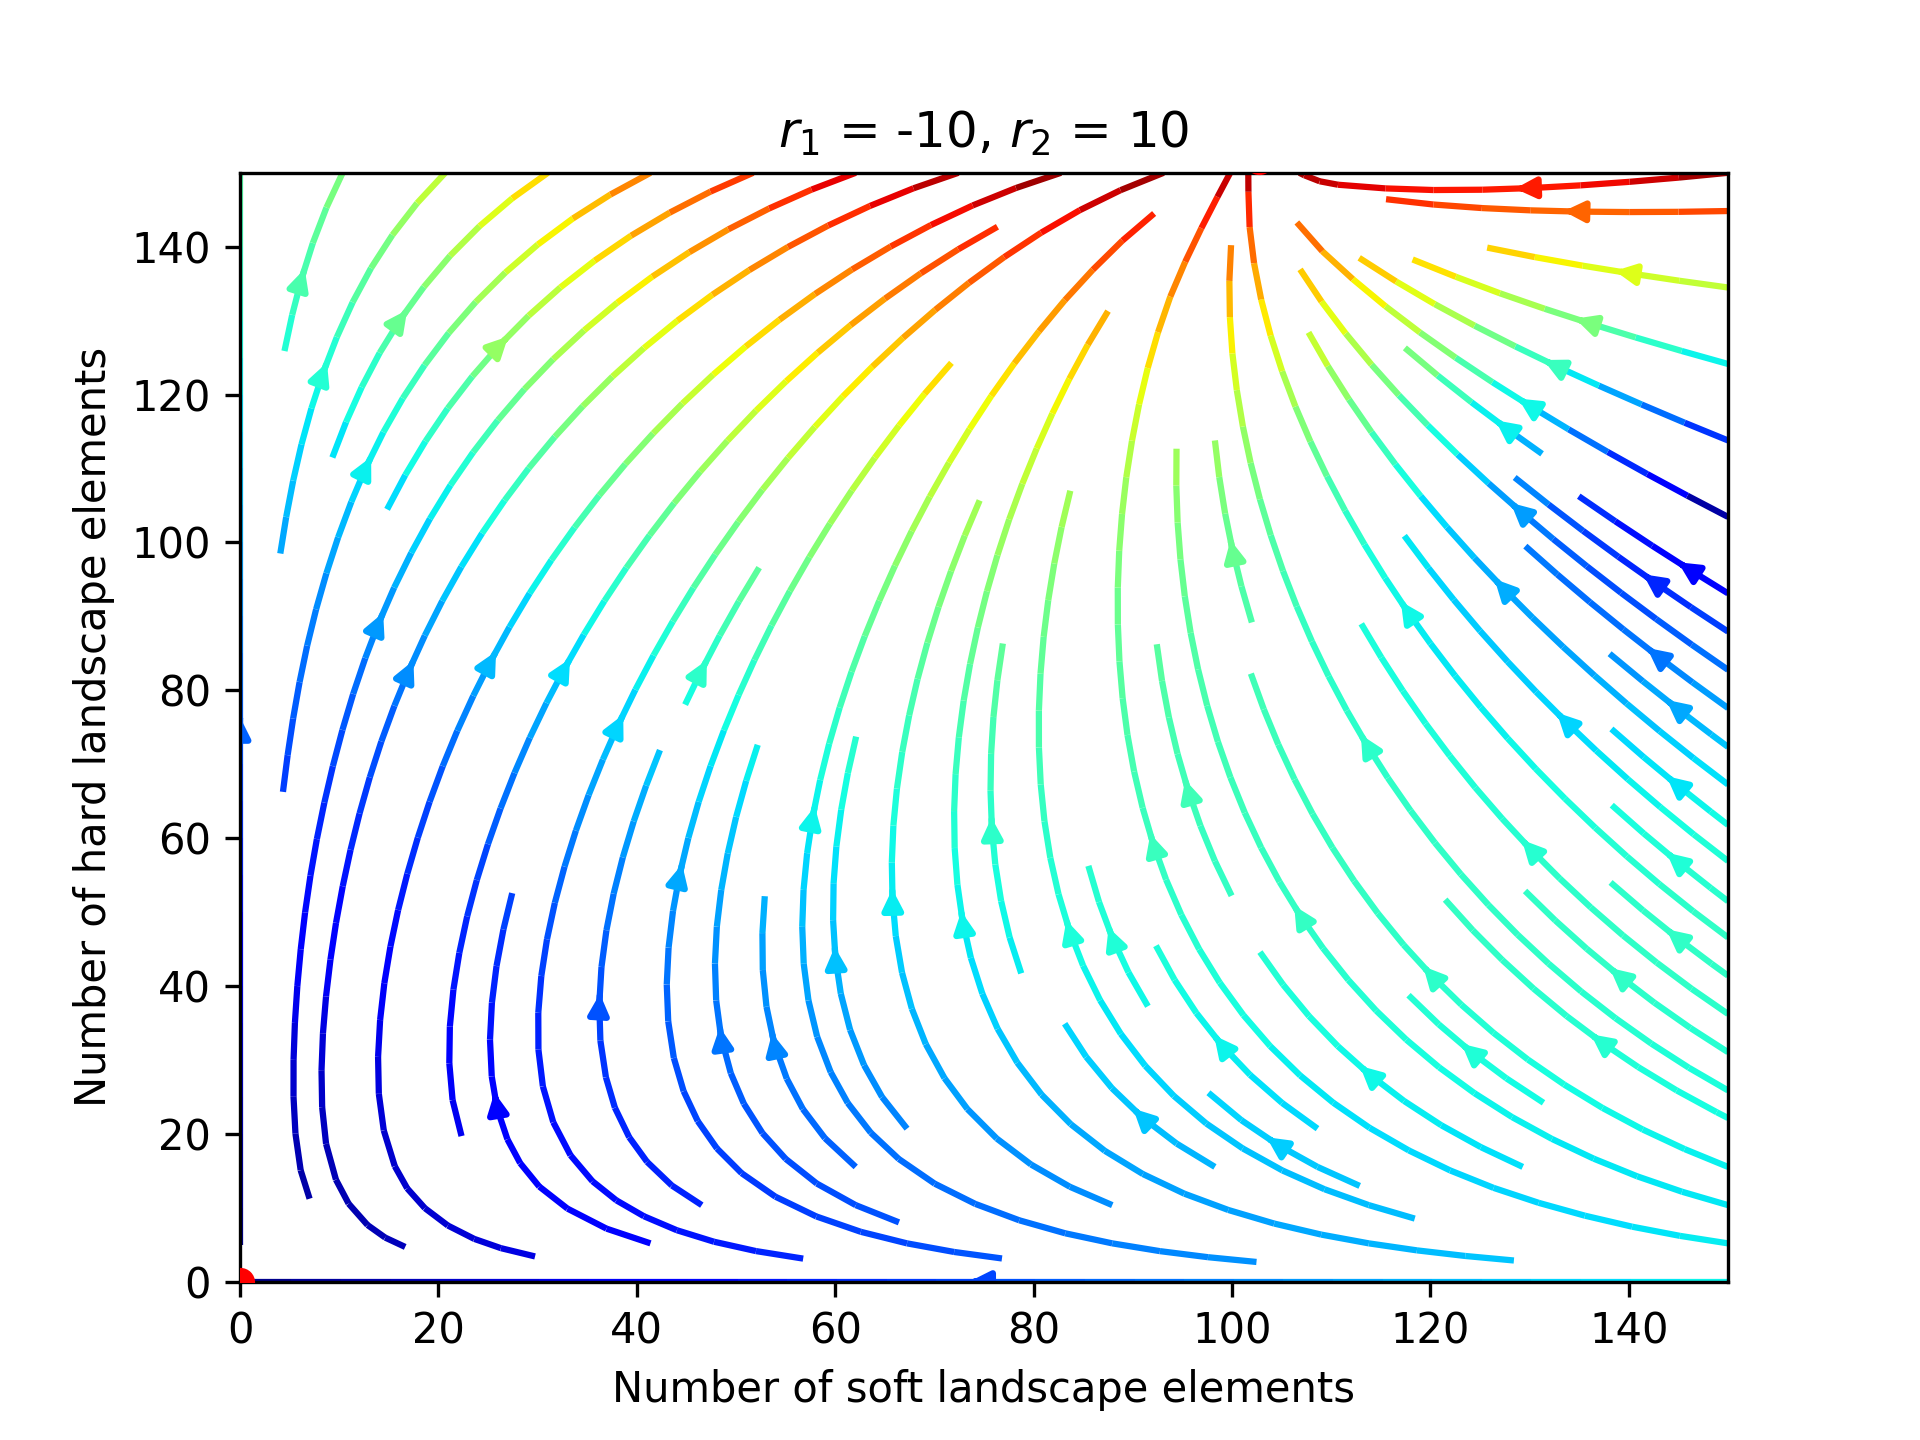 r₁ = -10, r₂ = 10
Number of hard landscape elements
140
120
100
80
60
40
20
0
0 20 40 60 80 100 120 140
Number of soft landscape elements